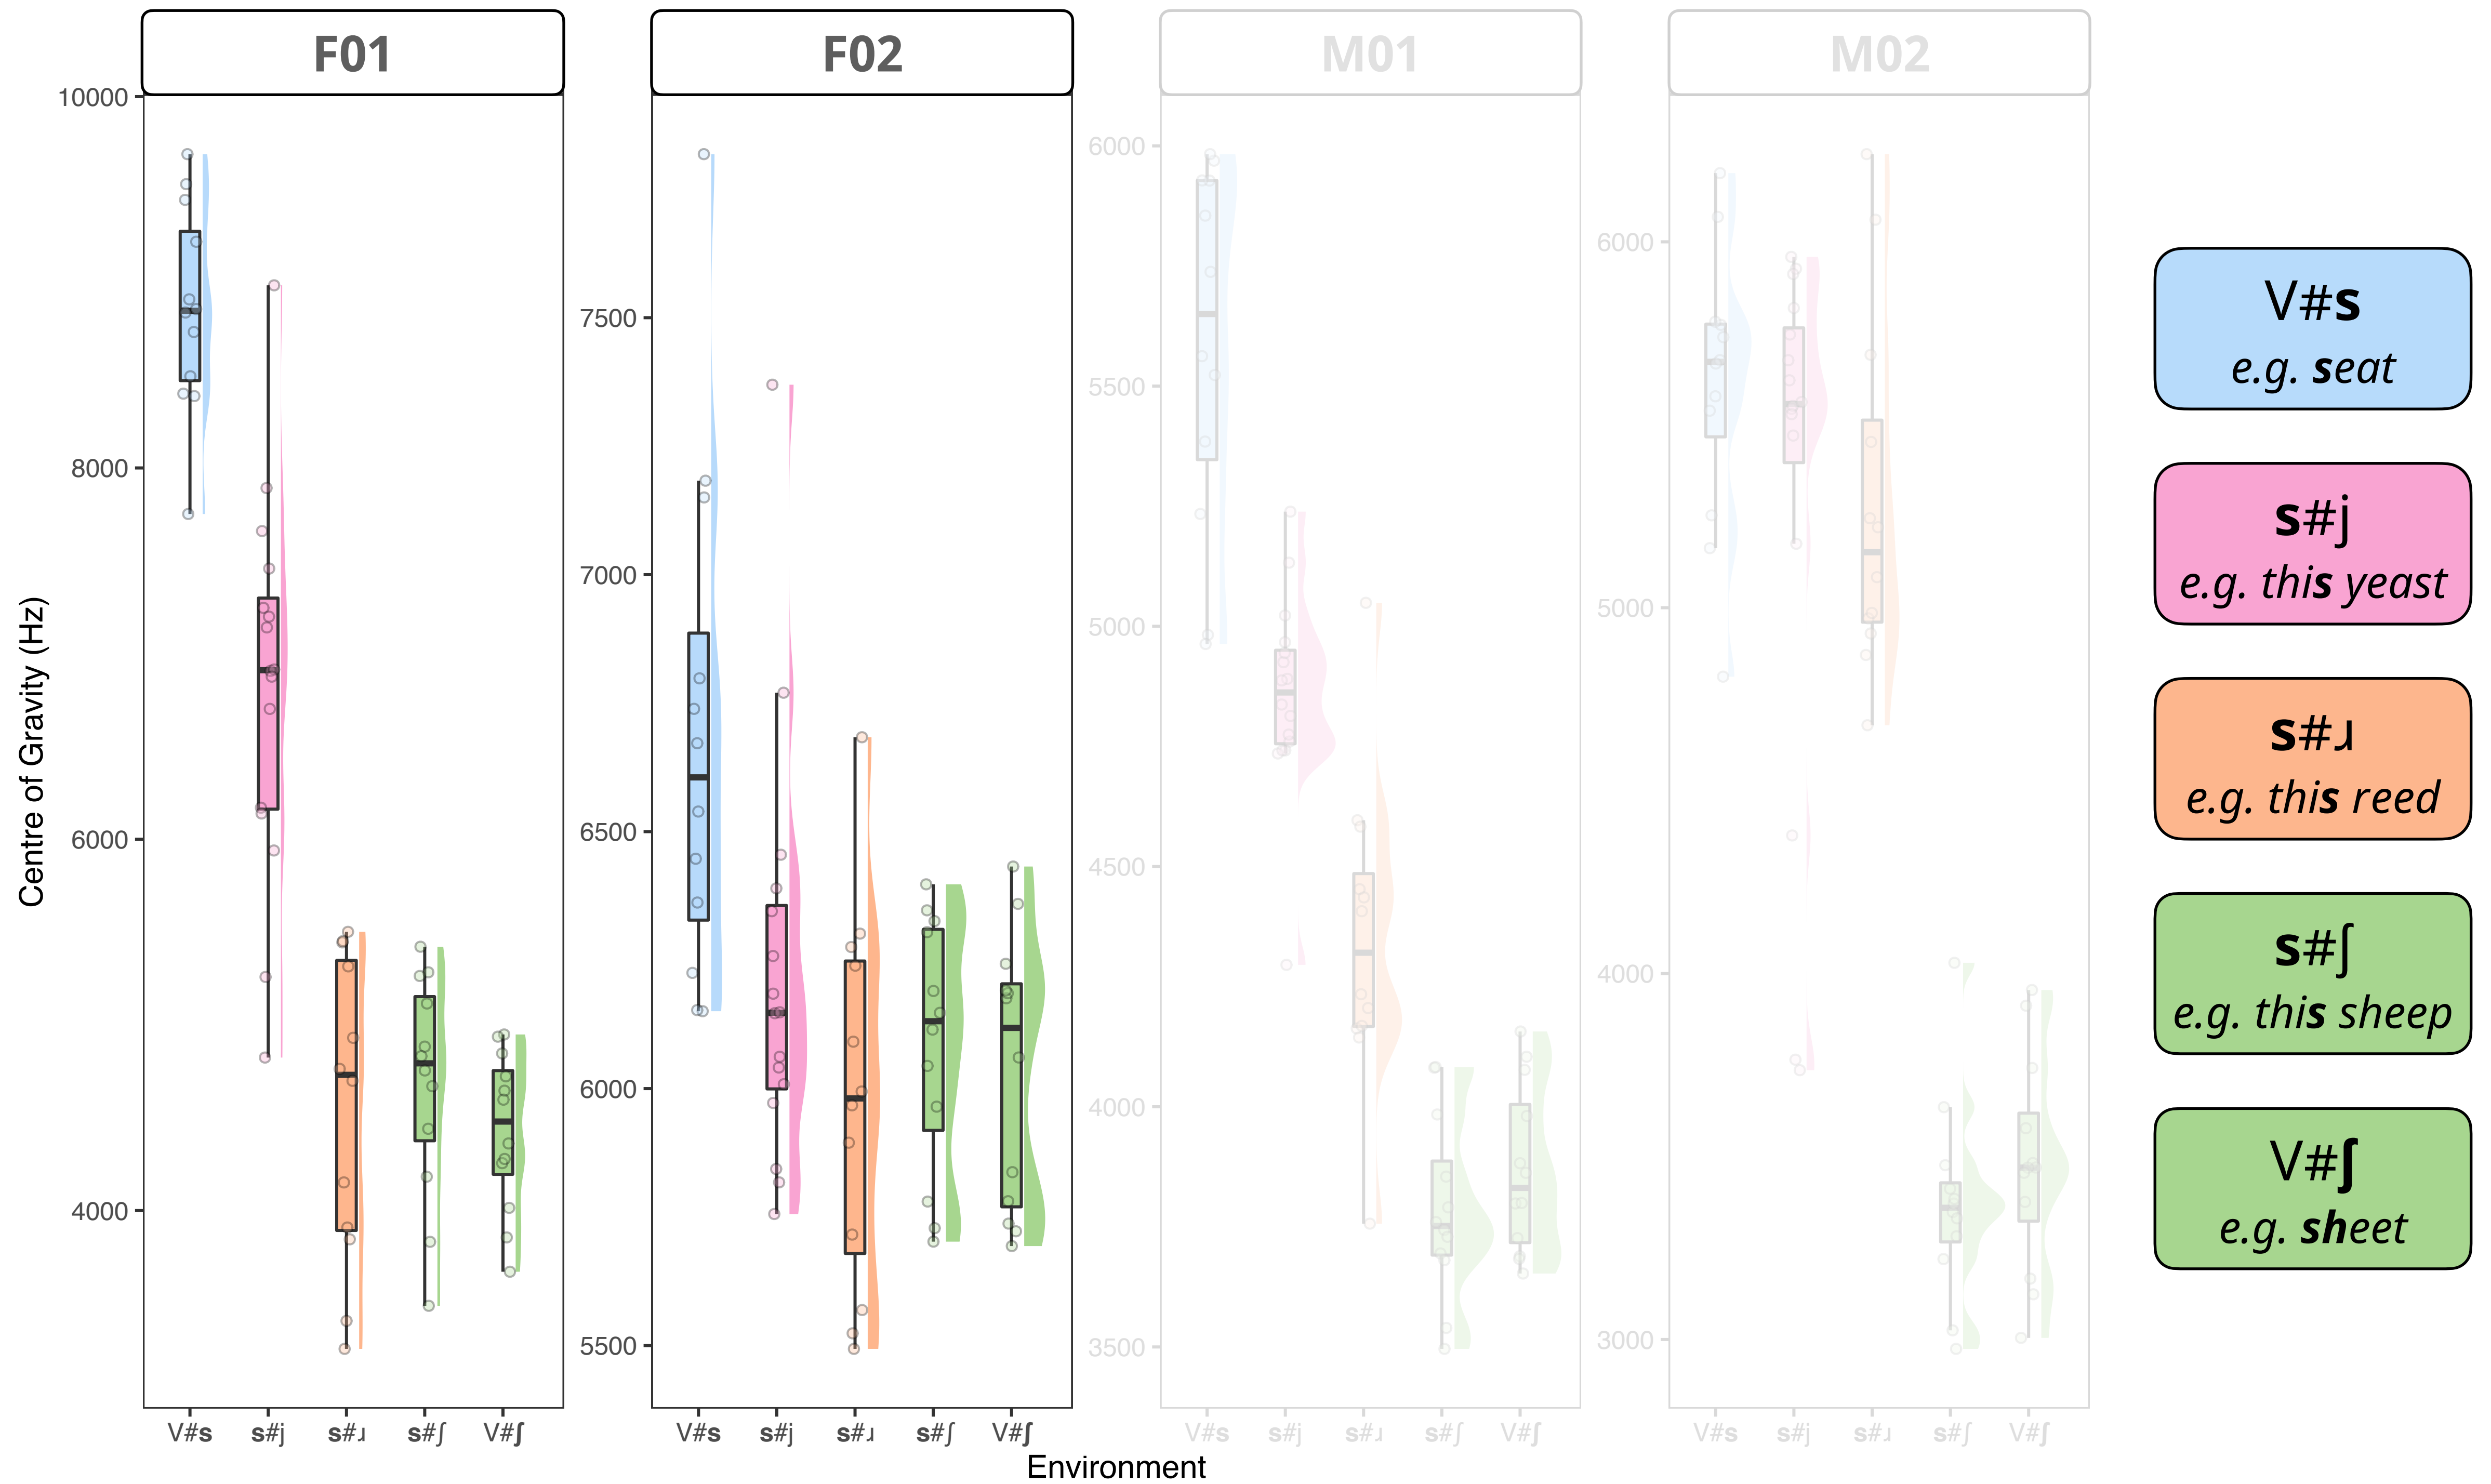 F01
F02
M01
M02
10000
8000
6000
4000
7500
7000
6500
6000
5500
6000
5500
5000
4500
4000
3500
6000
5000
4000
3000
Centre of Gravity (Hz)
V#s s#j s#ɹ s#ʃ V#ʃ
V#s s#j s#ɹ s#ʃ V#ʃ
V#s s#j s#ɹ s#ʃ V#ʃ
V#s s#j s#ɹ s#ʃ V#ʃ
Environment
V#s
e.g. seat
s#j
e.g. this yeast
s#ɹ
e.g. this reed
s#ʃ
e.g. this sheep
V#ʃ
e.g. sheet